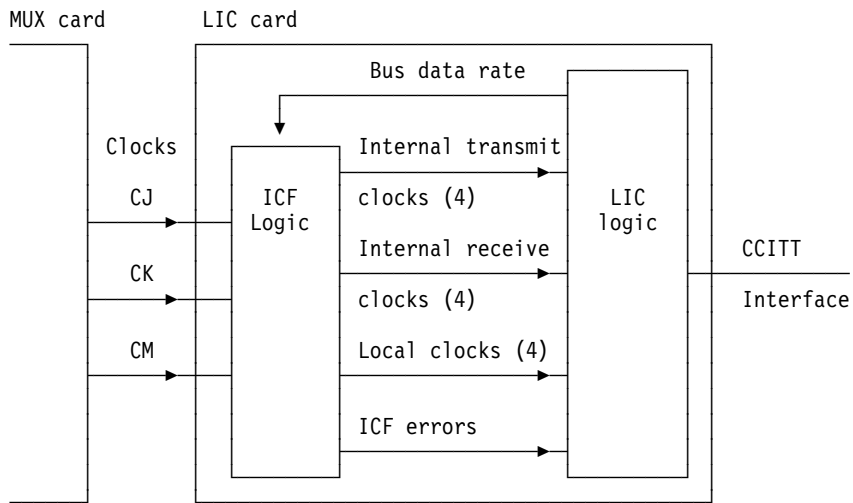 MUX card
LIC card
Bus data rate
Clocks
Internal transmit
clocks (4)
CJ
ICF
Logic
LIC
logic
Internal receive
clocks (4)
CCITT
Interface
CK
CM
Local clocks (4)
ICF errors